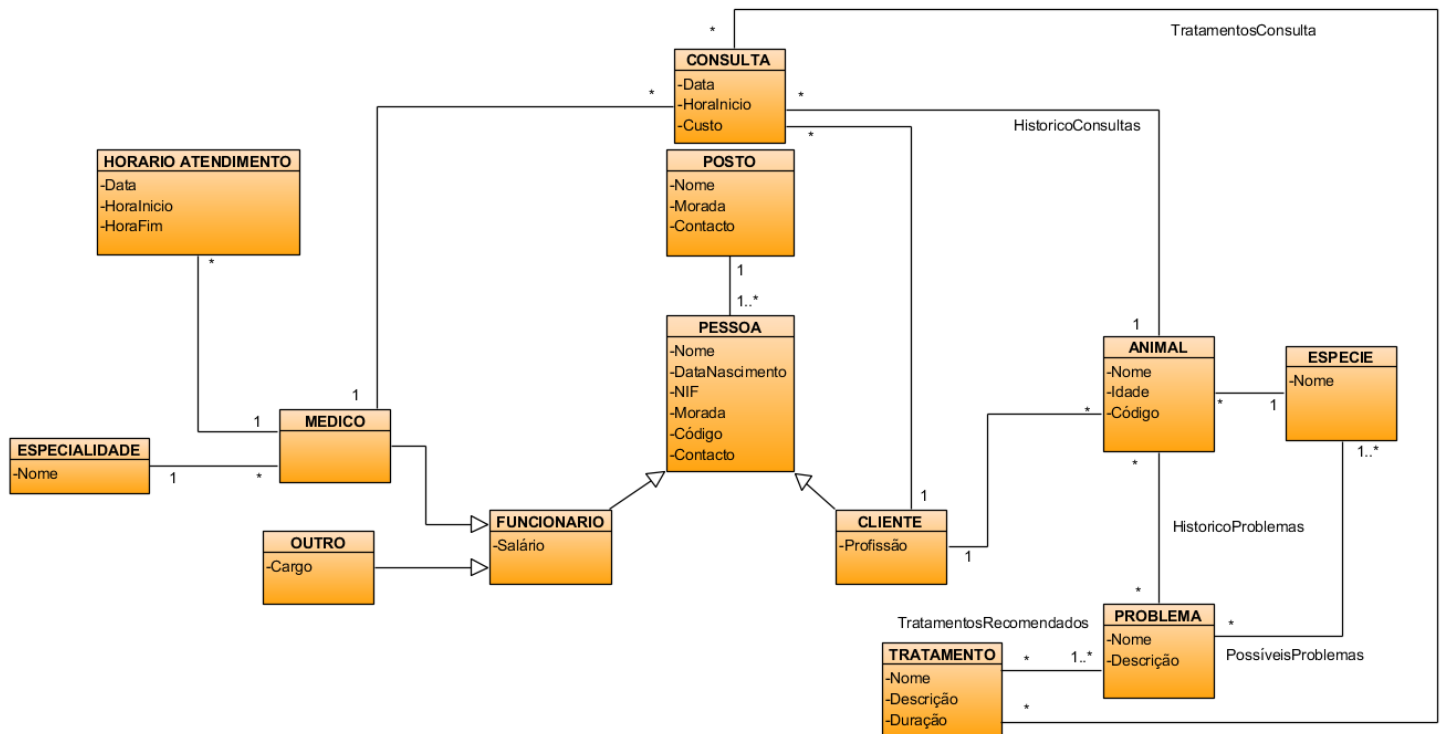 *
TratamentosConsulta
CONSULTA
-Data
-HoraInicio
-Custo
*
*
*
HistoricoConsultas
HORARIO ATENDIMENTO
-Data
-HoraInicio
-HoraFim
*
POSTO
-Nome
-Morada
-Contacto
1
1..*
PESSOA
-Nome
-DataNascimento
-NIF
-Morada
-Código
-Contacto
1
ANIMAL
-Nome
-Idade
-Código
*
1
*
*
ESPECIE
-Nome
1..*
1
1
MEDICO
ESPECIALIDADE
-Nome
1
*
OUTRO
-Cargo
FUNCIONARIO
-Salário
1
CLIENTE
-Profissão
1
HistoricoProblemas
*
PROBLEMA
-Nome
-Descrição
*
PossíveisProblemas
TratamentosRecomendados
*
1..*
TRATAMENTO
-Nome
-Descrição
-Duração
*